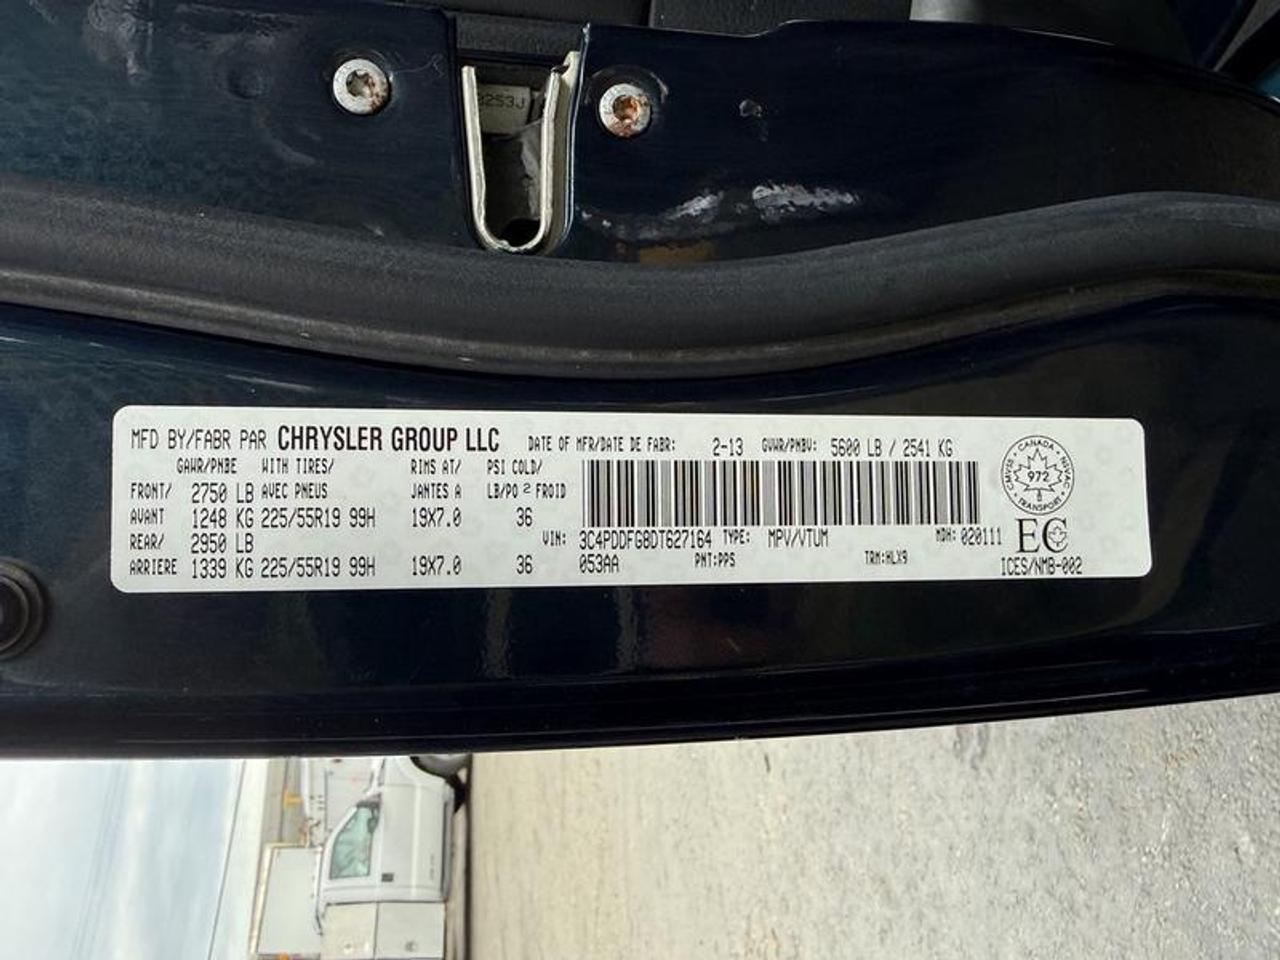 2253J
MFD BY/FABR PAR CHRYSLER GROUP LLC DATE OF MFR/DATE DE FABR: 2-13 GVWR/PNBV: 5600 LB / 2541 KG
GAWR/PNBE WITH TIRES/ RIMS AT/ PSI COLD/
FRONT/ 2750 LB AVEC PNEUS JANTES A LB/PO 2 FROID
AVANT 1248 KG 225/55R19 99H 19X7.0 36
REAR/ 2950 LB VIN: 3C4PDDFG8DT627164 TYPE: MPV/VTUM MDH: 020111
ARRIERE 1339 KG 225/55R19 99H 19X7.0 36 053AA PNT:PPS TRM:HLX9
CANADA
CMVSS NSVAC
972
TRANSPORT
EC
ICES/NMB-002